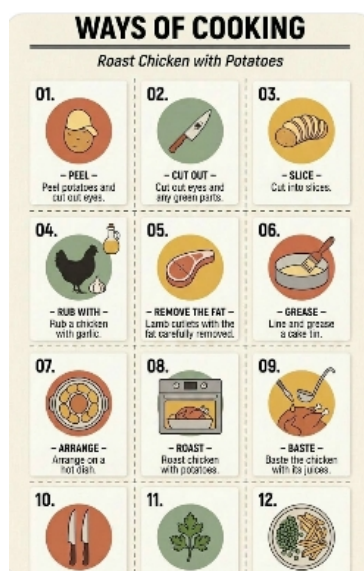 WAYS OF COOKING
Roast Chicken with Potatoes
01.
– PEEL –
Peel potatoes and
cut out eyes.
02.
– CUT OUT –
Cut out eyes and
any green parts.
03.
– SLICE –
Cut into slices.
04.
– RUB WITH –
Rub a chicken
with garlic.
05.
– REMOVE THE FAT –
Lamb cutlets with the
fat carefully removed.
06.
– GREASE –
Line and grease
a cake tin.
07.
– ARRANGE –
Arrange on a
hot dish.
08.
– ROAST –
Roast chicken
with potatoes.
09.
– BASTE –
Baste the chicken
with its juices.
10.
11.
12.